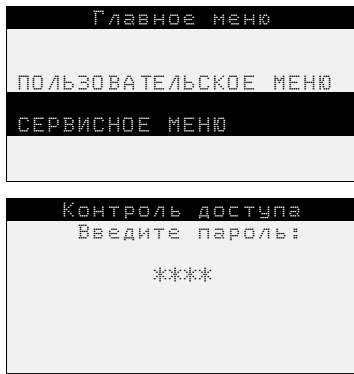 Главное меню
ПОЛЬЗОВАТЕЛЬСКОЕ МЕНЮ
СЕРВИСНОЕ МЕНЮ
Контроль доступа
Введите пароль:
****